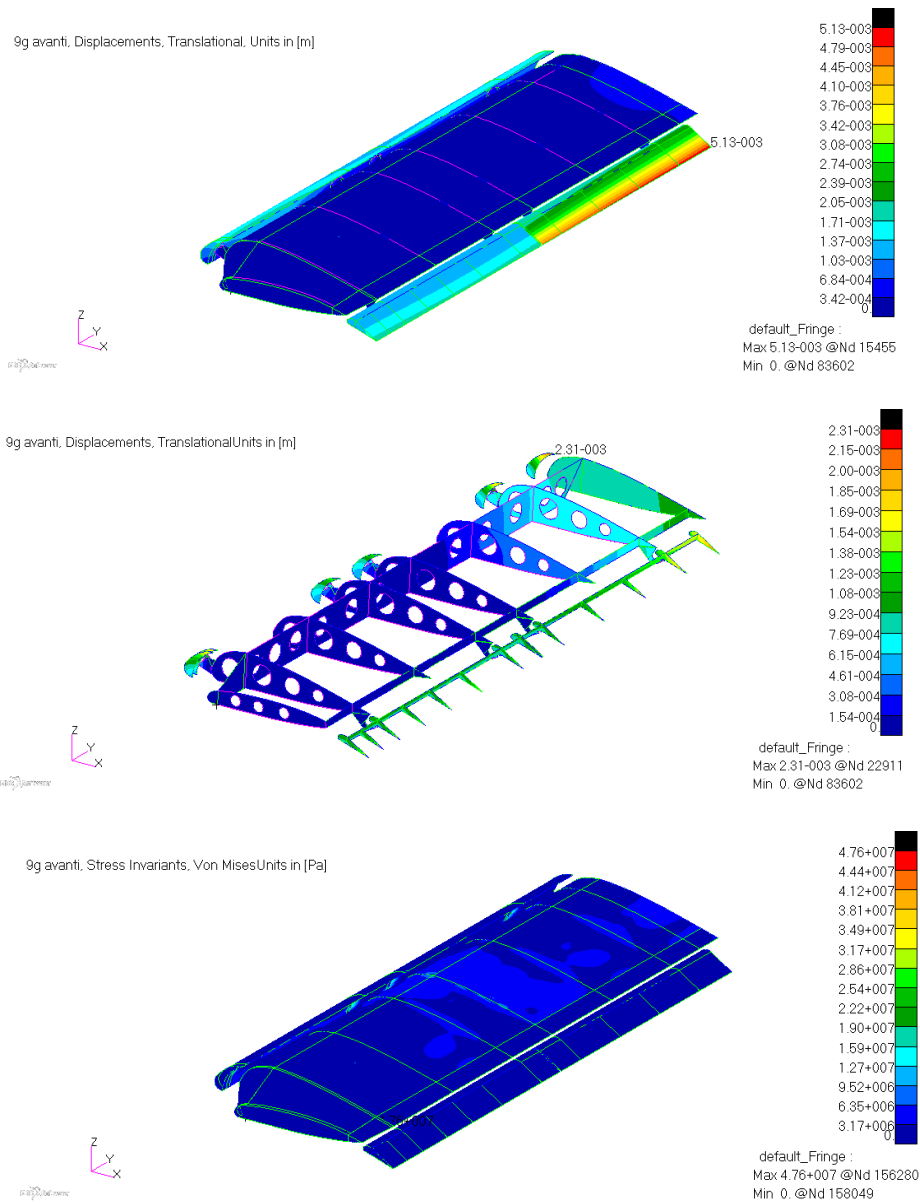 9g avanti, Displacements, Translational, Units in [m]
5.13-003
4.79-003
4.45-003
4.10-003
3.76-003
3.42-003
3.08-003
2.74-003
2.39-003
2.05-003
1.71-003
1.37-003
1.03-003
6.84-004
3.42-004
0.
5.13-003
Z
Y
X
default_Fringe :
Max 5.13-003 @Nd 15455
Min 0. @Nd 83602
9g avanti, Displacements, TranslationalUnits in [m]
2.31-003
2.31-003
2.15-003
2.00-003
1.85-003
1.69-003
1.54-003
1.38-003
1.23-003
1.08-003
9.23-004
7.69-004
6.15-004
4.61-004
3.08-004
1.54-004
0.
Z
Y
X
default_Fringe :
Max 2.31-003 @Nd 22911
Min 0. @Nd 83602
9g avanti, Stress Invariants, Von MisesUnits in [Pa]
4.76+007
4.44+007
4.12+007
3.81+007
3.49+007
3.17+007
2.86+007
2.54+007
2.22+007
1.90+007
1.59+007
1.27+007
9.52+006
6.35+006
3.17+006
0.
Z
Y
X
default_Fringe :
Max 4.76+007 @Nd 156280
Min 0. @Nd 158049